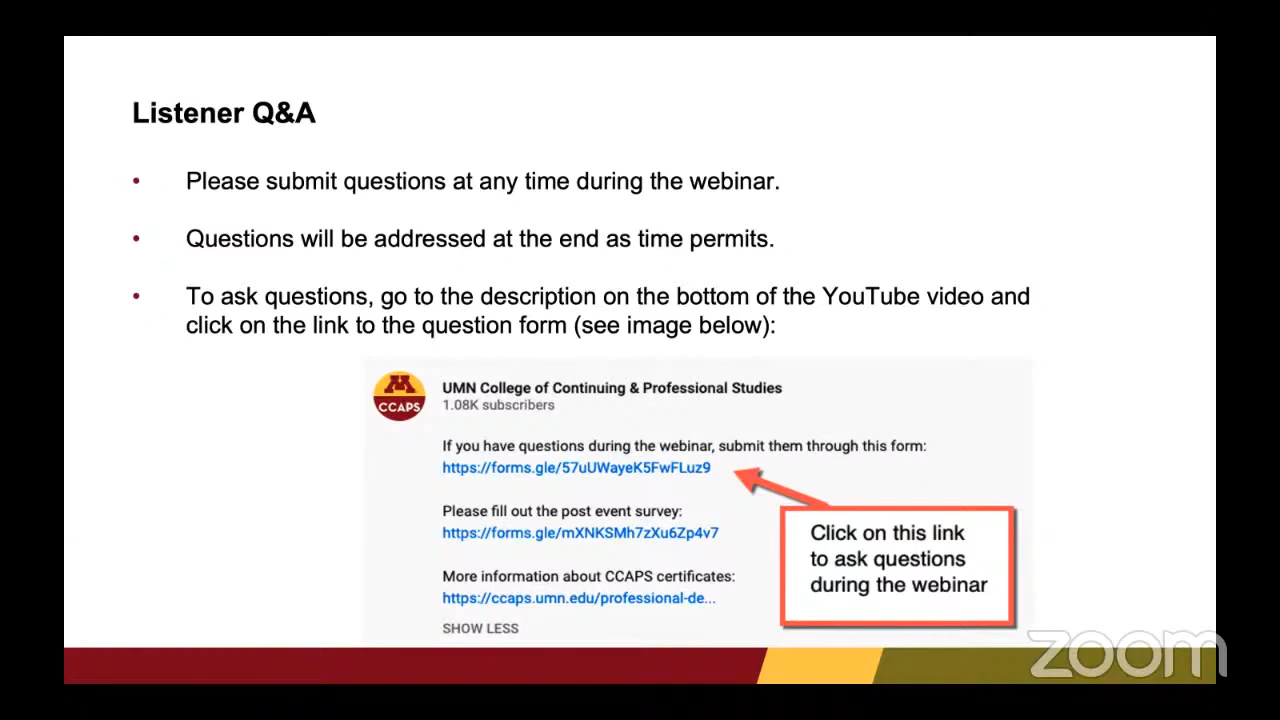 Listener Q&A
• Please submit questions at any time during the webinar.
• Questions will be addressed at the end as time permits.
• To ask questions, go to the description on the bottom of the YouTube video and
click on the link to the question form (see image below):
M
CCAPS
UMN College of Continuing & Professional Studies
1.08K subscribers
If you have questions during the webinar, submit them through this form:
https://forms.gle/57uUWayeK5FwFLuz9
Please fill out the post event survey:
https://forms.gle/mXNKSMh7zXu6Zp4v7
More information about CCAPS certificates:
https://ccaps.umn.edu/professional-de...
SHOW LESS
Click on this link
to ask questions
during the webinar
zoom